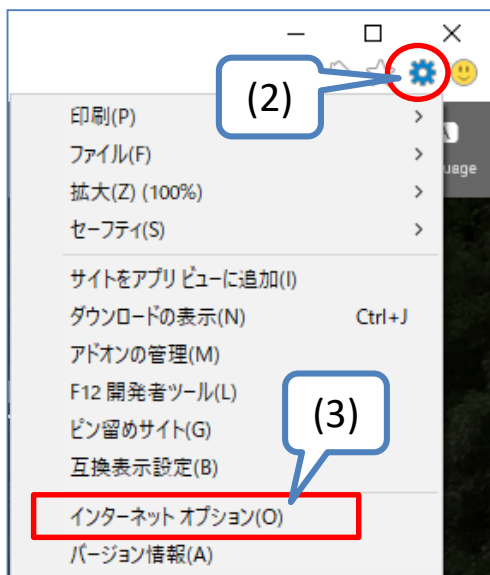 (2)
印刷(P)
ファイル(F)
uage
拡大(Z) (100%)
セーフティ(S)
サイトをアプリ ビューに追加(I)
ダウンロードの表示(N) Ctrl+J
アドオンの管理(M)
F12 開発者ツール(L)
(3)
ピン留めサイト(G)
互換表示設定(B)
インターネット オプション(O)
バージョン情報(A)